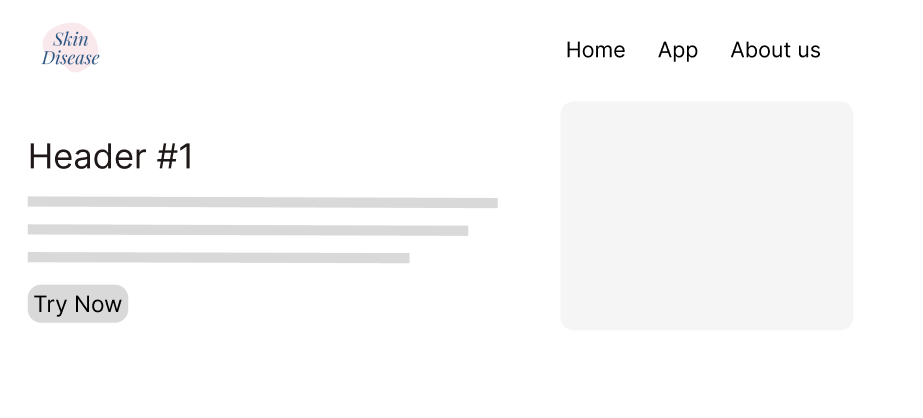 Skin
Disease
Home App About us
Header #1
Try Now